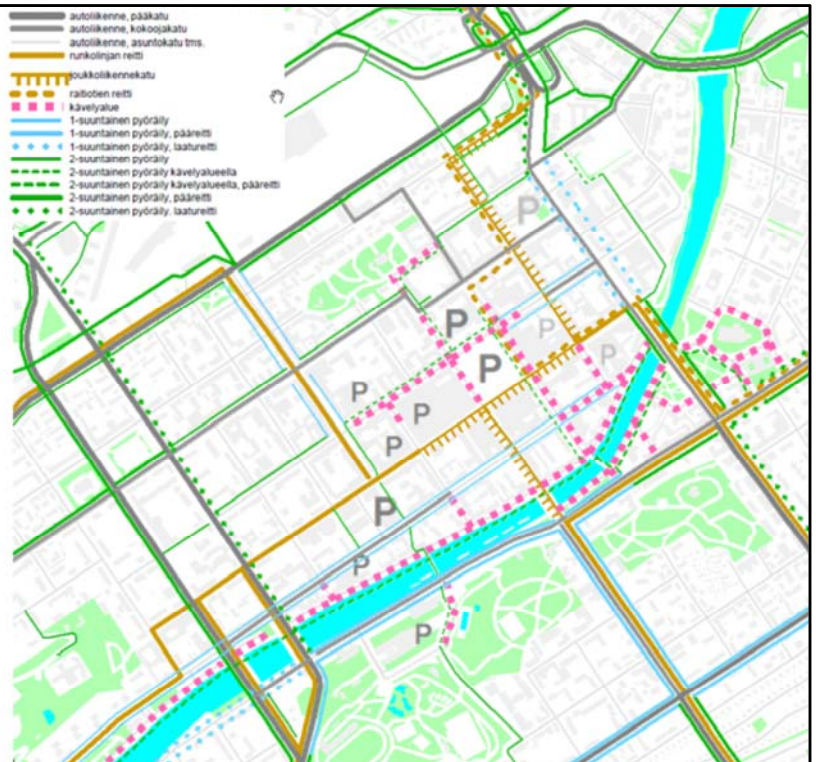 autoliikenne, pääkatu
autoliikenne, kokoojakatu
autoliikenne, asuntokatu tms.
runkolinjan reitti
joukkoliikennekatu
raitiotien reitti
kävelyalue
1-suuntainen pyöräily
1-suuntainen pyöräily, pääreitti
1-suuntainen pyöräily, laatureitti
2-suuntainen pyöräily
2-suuntainen pyöräily kävelyalueella
2-suuntainen pyöräily kävelyalueella, pääreitti
2-suuntainen pyöräily, pääreitti
2-suuntainen pyöräily, laatureitti
P
P
P
P
P
P
P
P
P
P
P